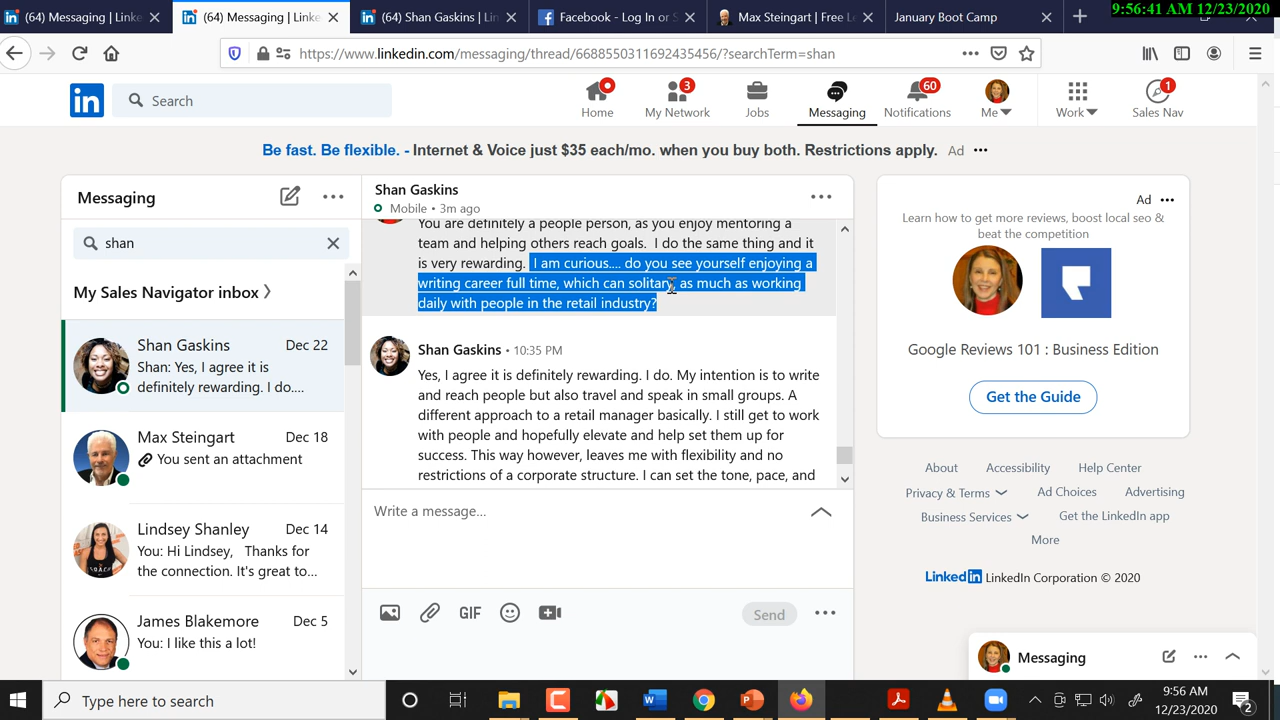 9:56:41 AM 12/23/2020
(64) Messaging | Linke
(64) Messaging | Linke
(64) Shan Gaskins | Lin
Facebook - Log In or S
Max Steingart | Free Le
January Boot Camp
https://www.linkedin.com/messaging/thread/6688550311692435456/?searchTerm=shan
in
Search
Home
3
My Network
Jobs
Messaging
60
Notifications
Me
Work
1
Sales Nav
Be fast. Be flexible. - Internet & Voice just $35 each/mo. when you buy both. Restrictions apply. Ad
Messaging
shan
My Sales Navigator inbox
Shan Gaskins Dec 22
Shan: Yes, I agree it is
definitely rewarding. I do....
Max Steingart Dec 18
You sent an attachment
Lindsey Shanley Dec 14
You: Hi Lindsey, Thanks for
the connection. It's great to...
James Blakemore Dec 5
You: I like this a lot!
Shan Gaskins
Mobile • 3m ago
You are definitely a people person, as you enjoy mentoring a
team and helping others reach goals. I do the same thing and it
is very rewarding. I am curious.... do you see yourself enjoying a
writing career full time, which can solitary, as much as working
daily with people in the retail industry?
Shan Gaskins • 10:35 PM
Yes, I agree it is definitely rewarding. I do. My intention is to write
and reach people but also travel and speak in small groups. A
different approach to a retail manager basically. I still get to work
with people and hopefully elevate and help set them up for
success. This way however, leaves me with flexibility and no
restrictions of a corporate structure. I can set the tone, pace, and
Write a message...
GIF
Send
Ad
Learn how to get more reviews, boost local seo &
beat the competition
Google Reviews 101 : Business Edition
Get the Guide
About Accessibility Help Center
Privacy & Terms Ad Choices Advertising
Business Services Get the LinkedIn app
More
LinkedIn LinkedIn Corporation © 2020
Messaging
Type here to search
9:56 AM
12/23/2020
2